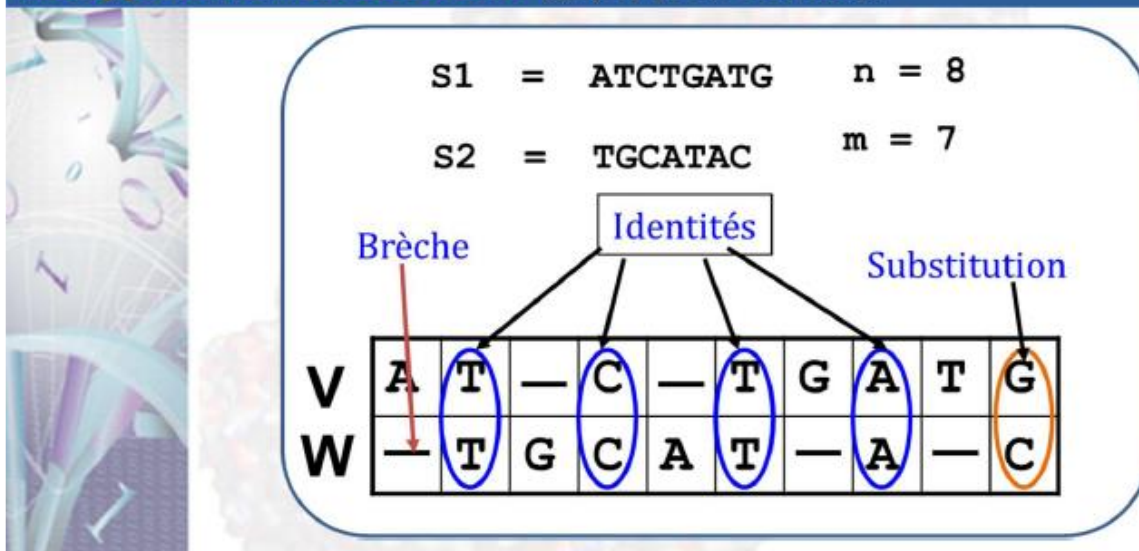 S1 = ATCTGATG n = 8
S2 = TGCATAC m = 7
Identités
Brèche
Substitution
V A T — C — T G A T G
W — T G C A T — A — C